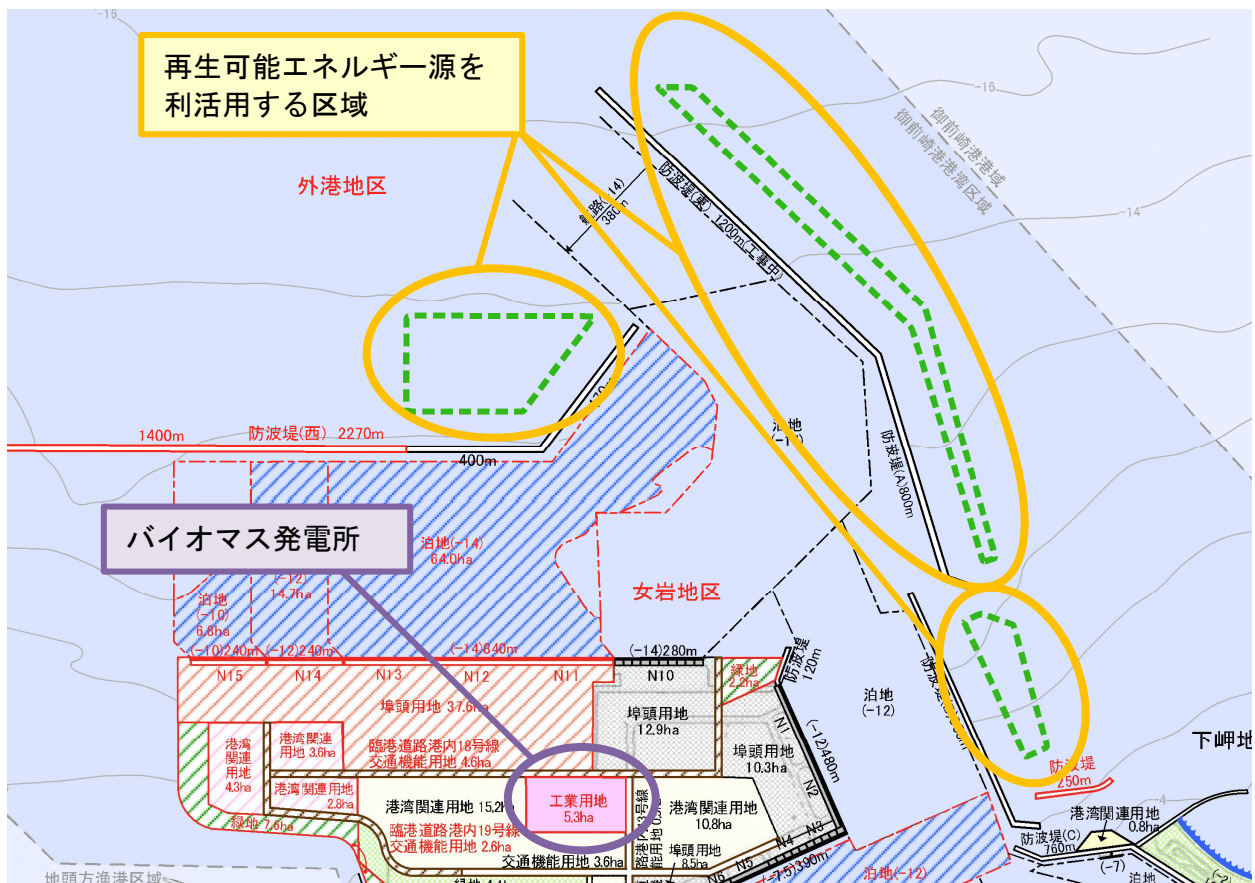 -16
再生可能エネルギー源を
利活用する区域
-16
御前崎港港域
御前崎港港湾区域
外港地区
(-14)
380m
防波堤(東) 1200m(工事中)
-14
1400m
防波堤(西) 2270m
400m
泊地
防波堤(A)800m
バイオマス発電所
泊地(-14)
64.0ha
(-12)
14.7ha
泊地
(-10)
6.8ha
女岩地区
(-10)240m
(-12)240m
(-14)840m
(-14)280m
N15
N14
N13
N12
N11
N10
緑地
2.2ha
防波堤
120m
泊地
(-12)
埠頭用地 37.6ha
埠頭用地
12.9ha
N1
(-12)480m
埠頭用地
10.3ha
N2
下岬地
港湾
関連
用地
4.3ha
港湾関連
用地 3.6ha
臨港道路港内18号線
交通機能用地 4.6ha
防波堤
250m
港湾関連用地
2.8ha
港湾関連用地 15.2ha
工業用地
5.3ha
港湾関連用地
10.8ha
-4
港湾関連用地
0.8ha
緑地 7.6ha
臨港道路港内19号線
交通機能用地 2.6ha
N3
N4
防波堤(C)
760m
交通機能用地 3.6ha
埠頭用地
8.5ha
N5
N6
(-7.5)390m
泊地(-12)
(-7)
泊地
地頭方漁港区域